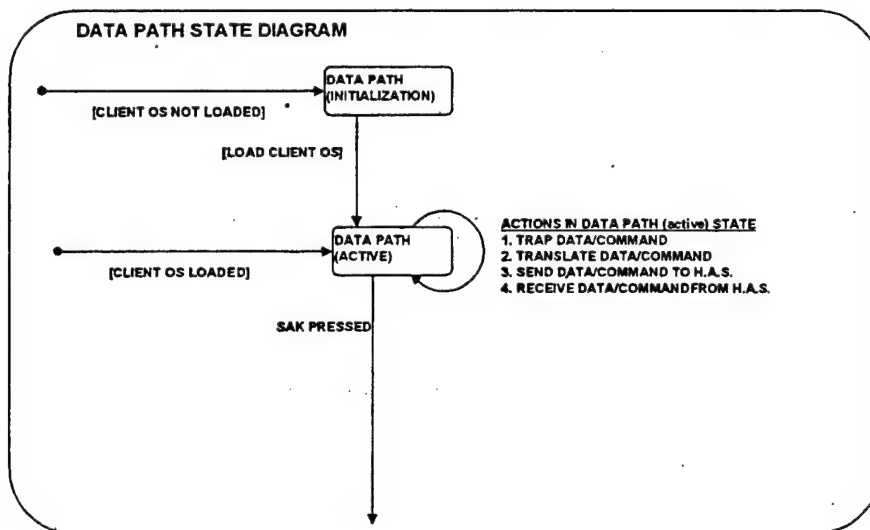 DATA PATH STATE DIAGRAM
DATA PATH
(INITIALIZATION)
[CLIENT OS NOT LOADED]
[LOAD CLIENT OS]
DATA PATH
(ACTIVE)
[CLIENT OS LOADED]
ACTIONS IN DATA PATH (active) STATE
1. TRAP DATA/COMMAND
2. TRANSLATE DATA/COMMAND
3. SEND DATA/COMMAND TO H.A.S.
4. RECEIVE DATA/COMMAND FROM H.A.S.
SAK PRESSED